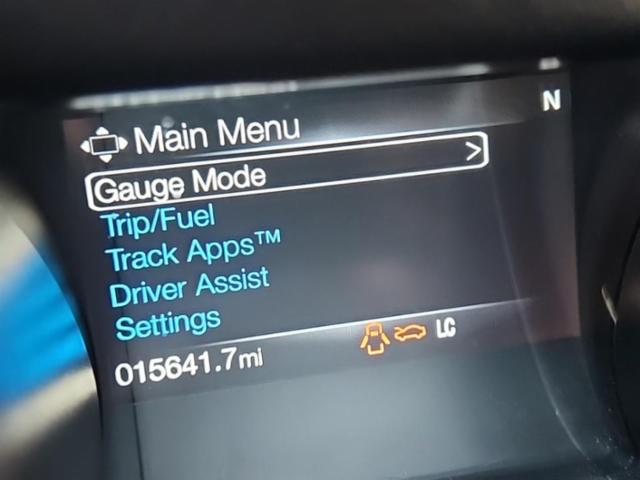 N
Main Menu
Gauge Mode >
Trip/Fuel
Track Apps™
Driver Assist
Settings
015641.7mi LC